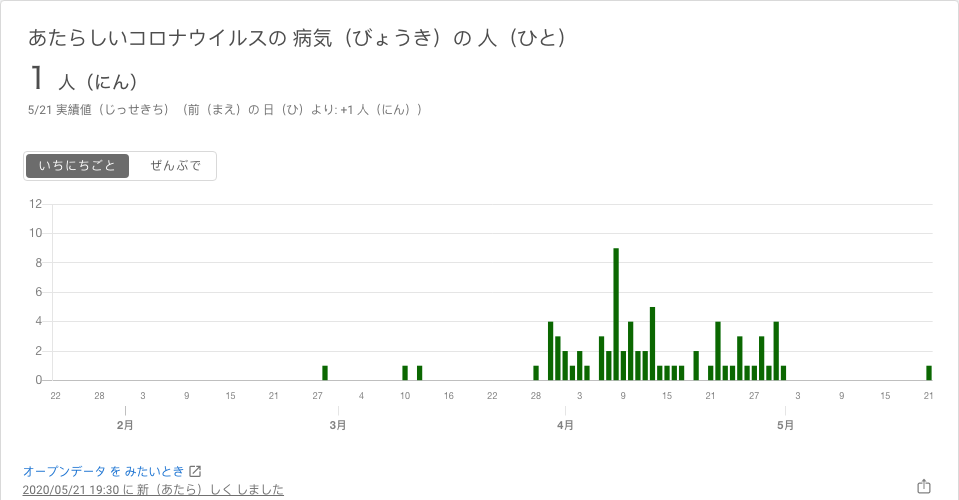 あたらしいコロナウイルスの 病気（びょうき）の 人（ひと）
1 人（にん）
5/21 実績値（じっせきち）（前（まえ）の 日（ひ）より: +1 人（にん））
いちにちごと ぜんぶで
12
10
8
6
4
2
0
22 28 3 9 15 21 27 4 10 16 22 28 3 9 15 21 27 3 9 15 21
2月 3月 4月 5月
オープンデータ を みたいとき
2020/05/21 19:30 に 新（あたら）しく しました